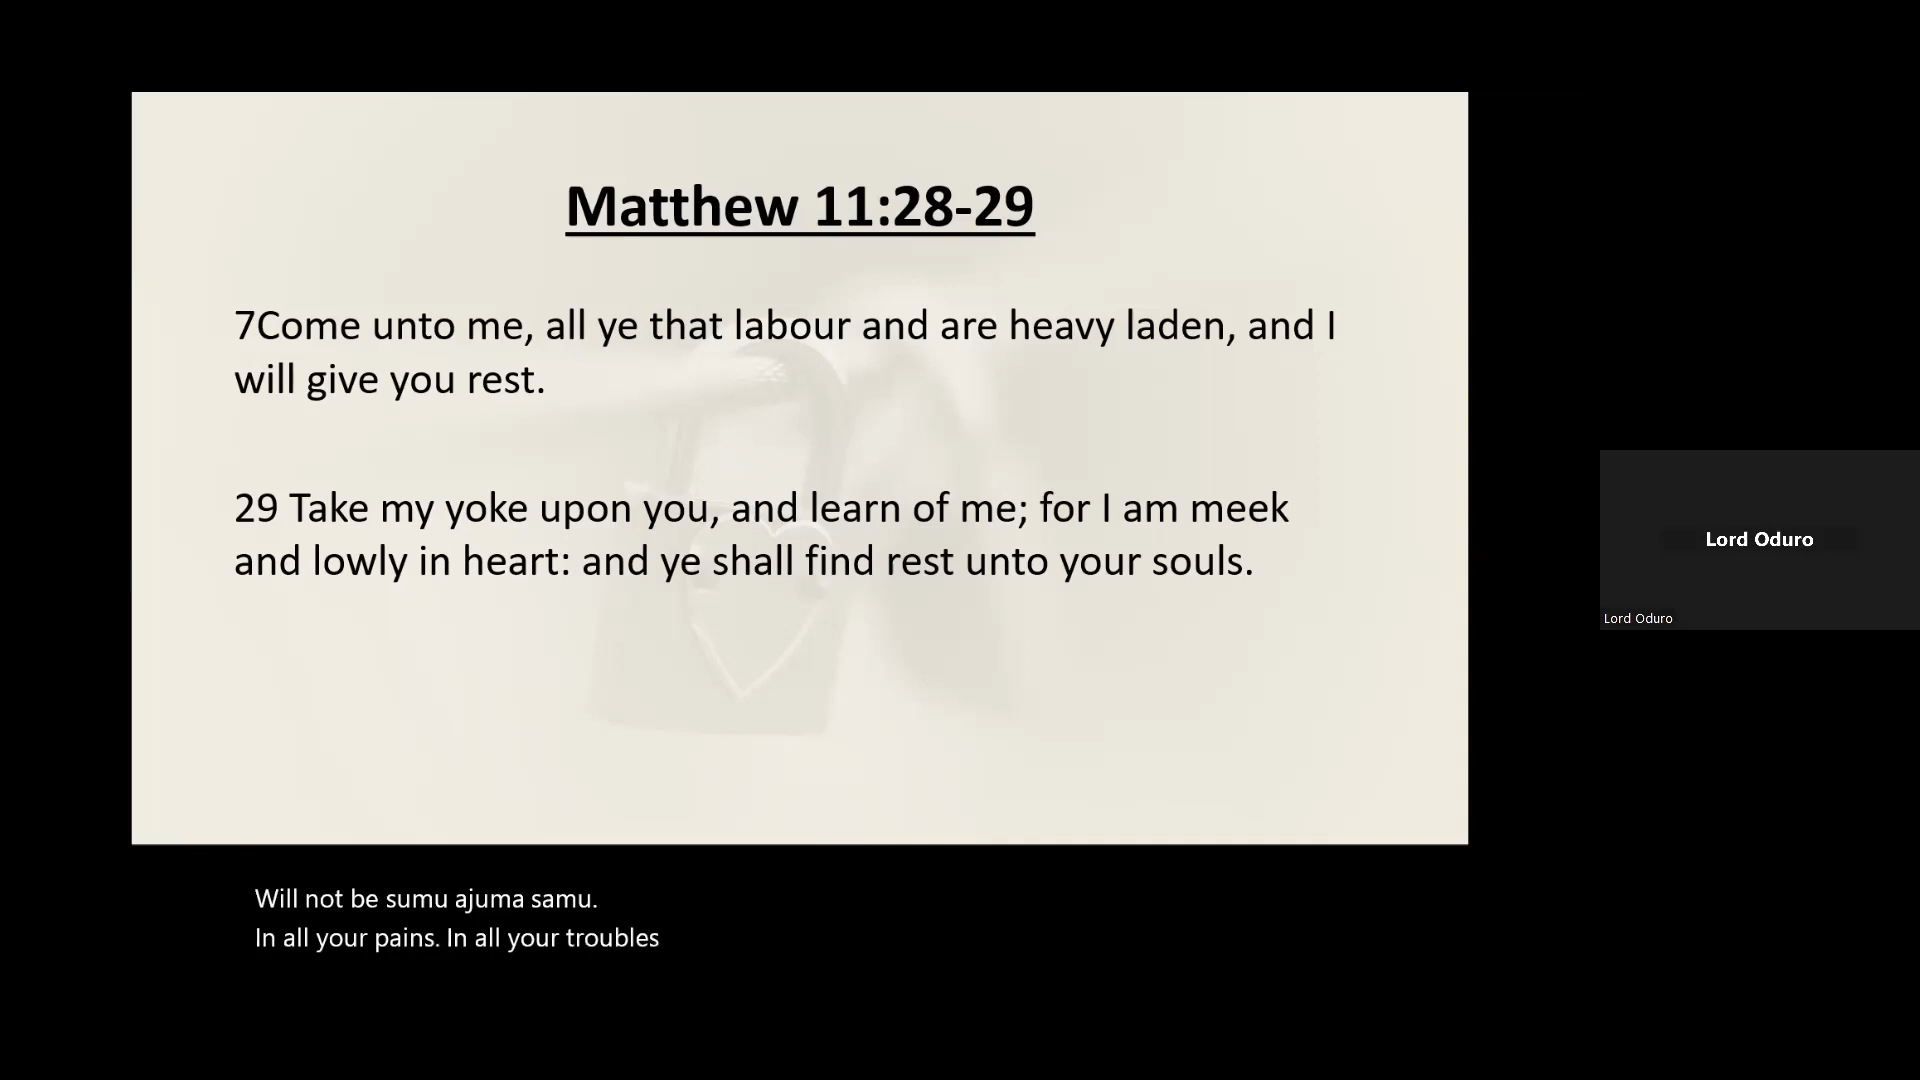 Matthew 11:28-29
7Come unto me, all ye that labour and are heavy laden, and I
will give you rest.
29 Take my yoke upon you, and learn of me; for I am meek
and lowly in heart: and ye shall find rest unto your souls.
Lord Oduro
Lord Oduro
Will not be sumu ajuma samu.
In all your pains. In all your troubles